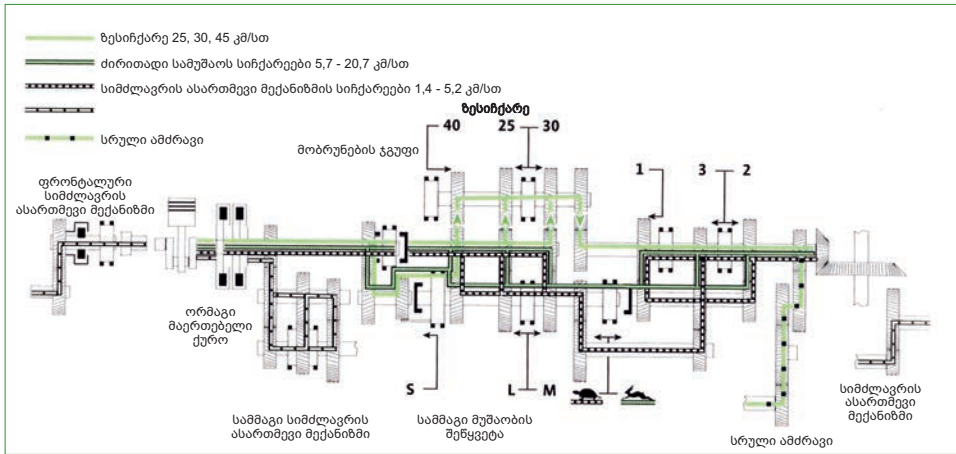 ზესიჩქარე 25, 30, 45 კმ/სთ
ძირითადი სამუშაოს სიჩქარეები 5,7 - 20,7 კმ/სთ
სიმძლავრის ასართმევი მექანიზმის სიჩქარეები 1,4 - 5,2 კმ/სთ
სრული ამძრავი
ზესიჩქარე
40 25 30
მობრუნების ჯგუფი
1 3 2
ფრონტალური
სიმძლავრის
ასართმევი მექანიზმი
ორმაგი
მაერთებელი
ქურო
S L M
სამმაგი სიმძლავრის
ასართმევი მექანიზმი
სამმაგი მუშაობის
შეწყვეტა
სრული ამძრავი
სიმძლავრის
ასართმევი
მექანიზმი